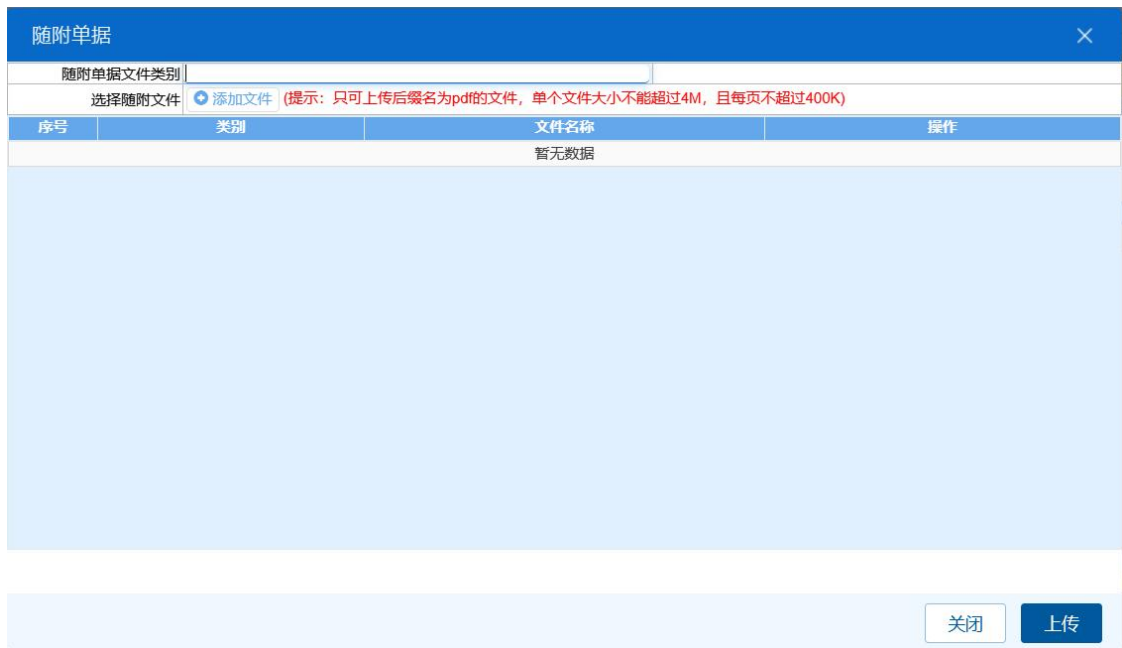 随附单据
随附单据文件类别
选择随附文件 添加文件 (提示：只可上传后缀名为pdf的文件，单个文件大小不能超过4M，且每页不超过400K)
序号 类别 文件名称 操作
暂无数据
关闭 上传